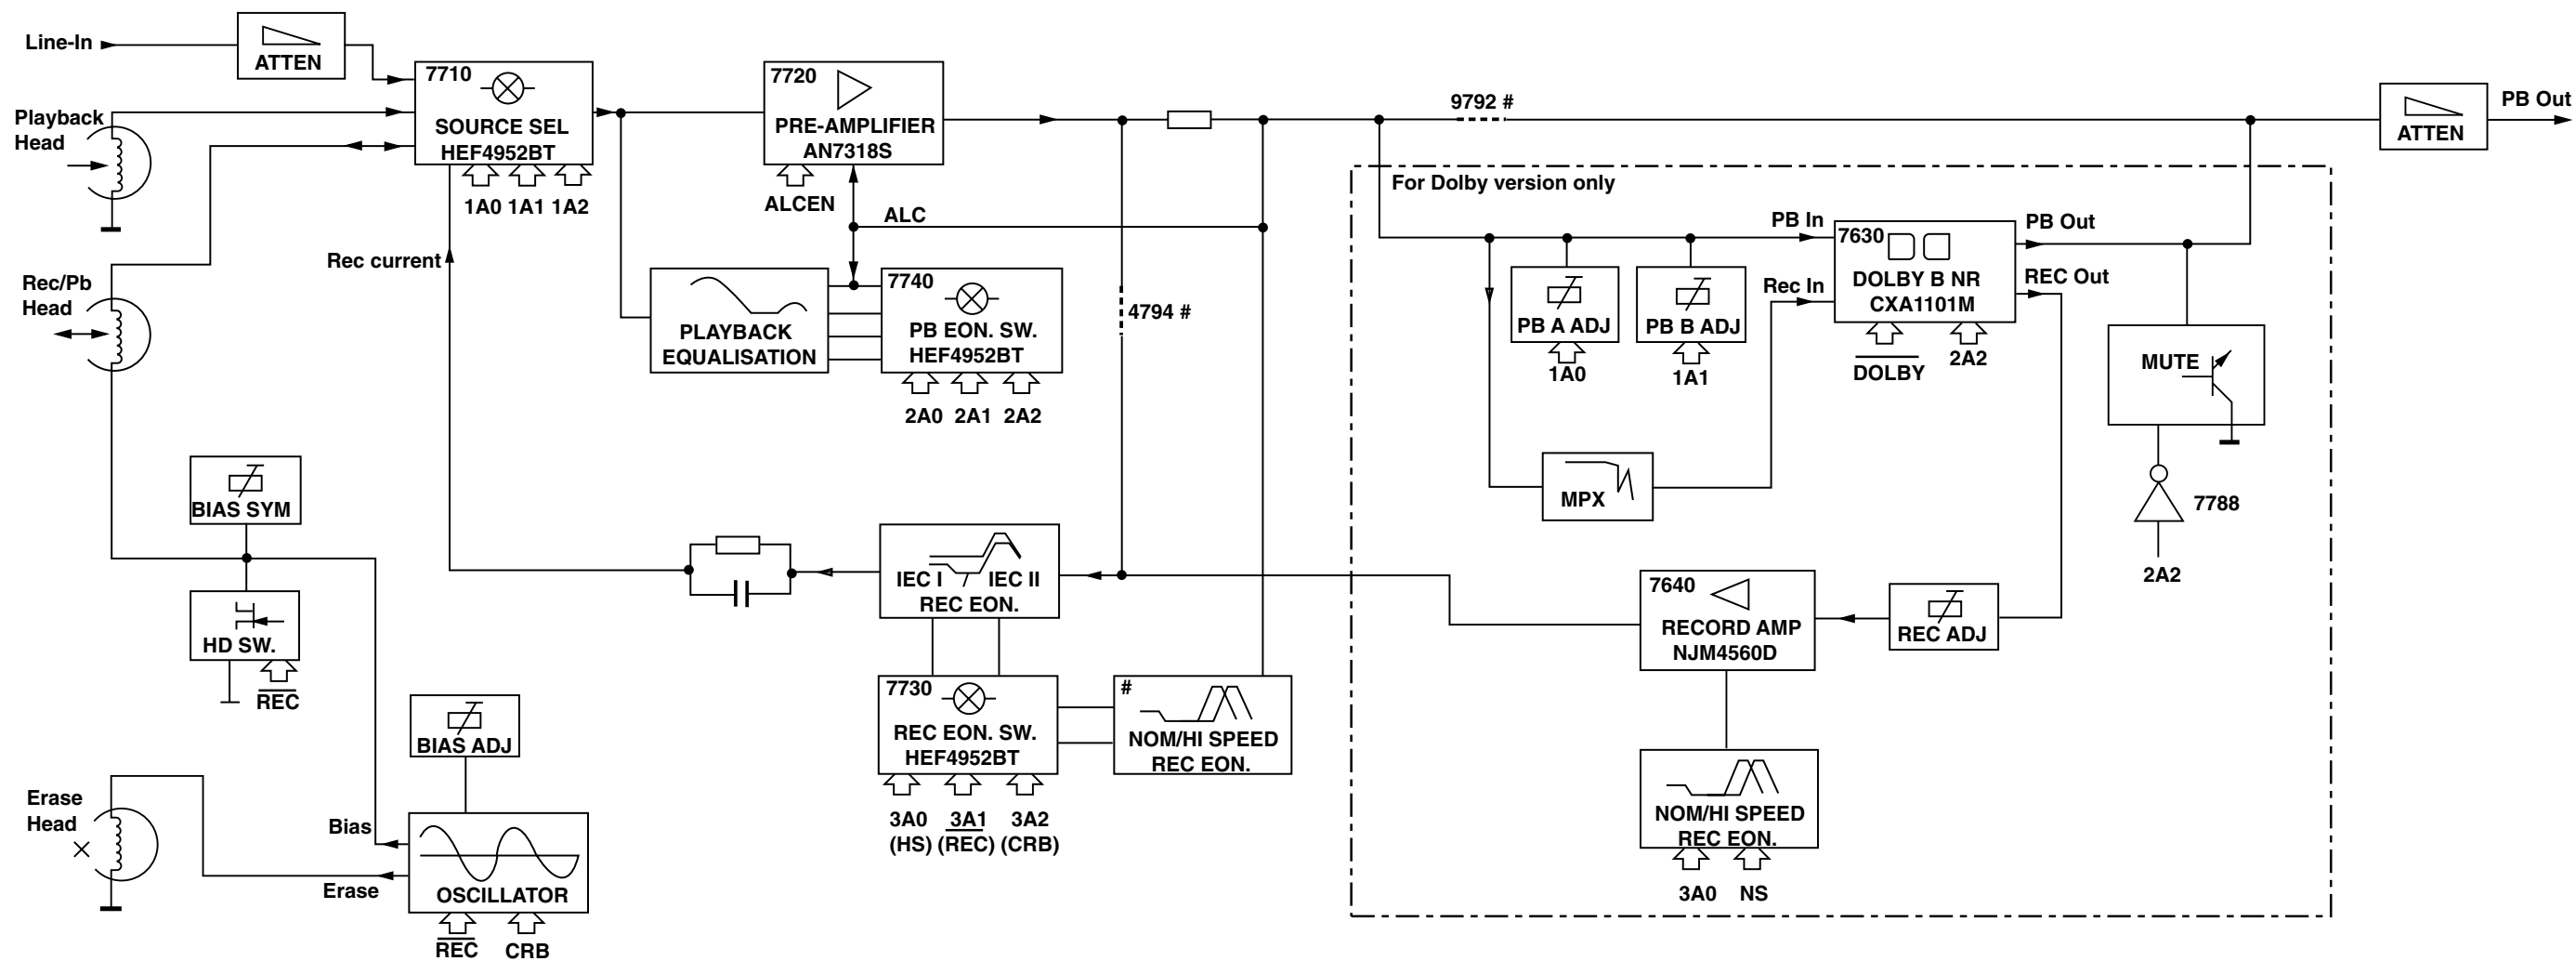 Line-In
ATTEN
Playback
Head
7710
SOURCE SEL
HEF4952BT
1A0 1A1 1A2
Rec current
Rec/Pb
Head
7720
PRE-AMPLIFIER
AN7318S
ALCEN
ALC
PLAYBACK
EQUALISATION
7740
PB EON. SW.
HEF4952BT
2A0 2A1 2A2
4794 #
9792 #
ATTEN
PB Out
For Dolby version only
PB In
Rec In
7630
DOLBY B NR
CXA1101M
PB Out
REC Out
DOLBY
2A2
PB A ADJ
1A0
PB B ADJ
1A1
MPX
MUTE
7788
2A2
BIAS SYM
HD SW.
REC
BIAS ADJ
Erase
Head
Bias
Erase
OSCILLATOR
REC CRB
IEC I IEC II
REC EON.
7730
REC EON. SW.
HEF4952BT
3A0 3A1 3A2
(HS) (REC) (CRB)
#
NOM/HI SPEED
REC EON.
7640
RECORD AMP
NJM4560D
REC ADJ
NOM/HI SPEED
REC EON.
3A0 NS